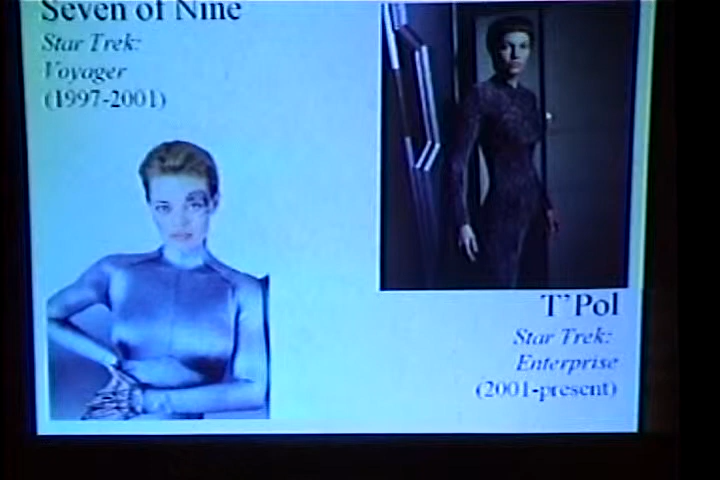 Seven of Nine
Star Trek:
Voyager
(1997-2001)
T'Pol
Star Trek:
Enterprise
(2001-present)